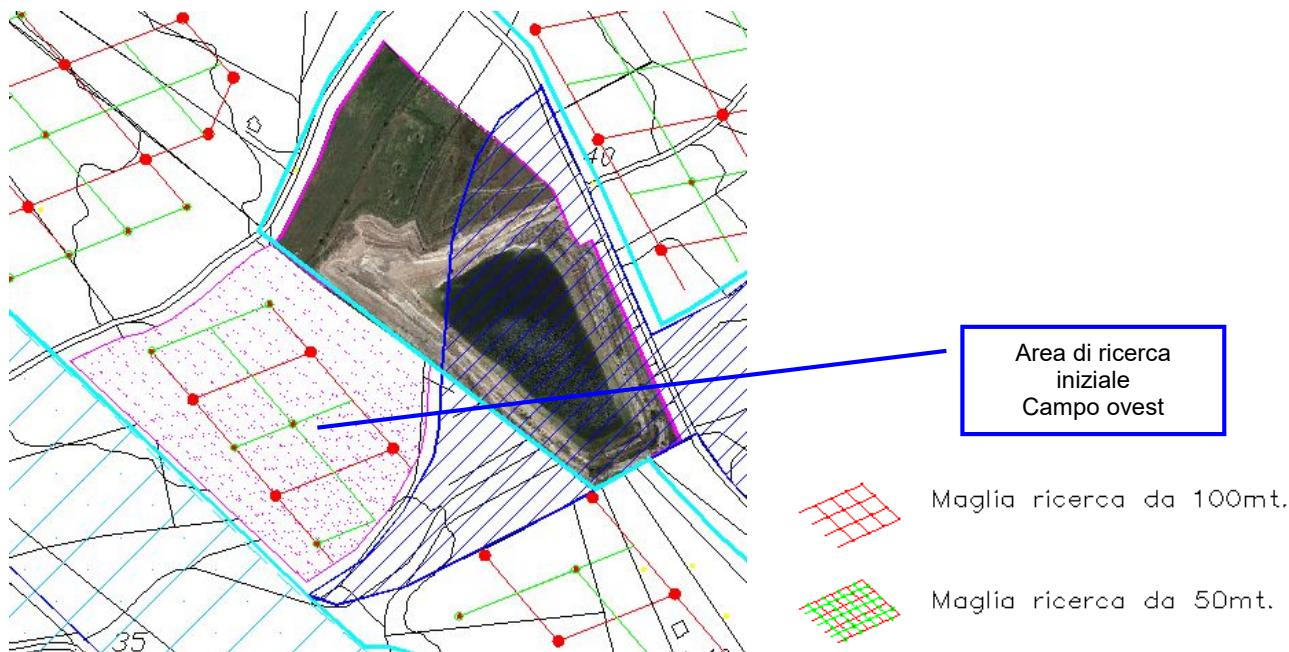 40
Area di ricerca
iniziale
Campo ovest
Maglia ricerca da 100mt.
Maglia ricerca da 50mt.
35